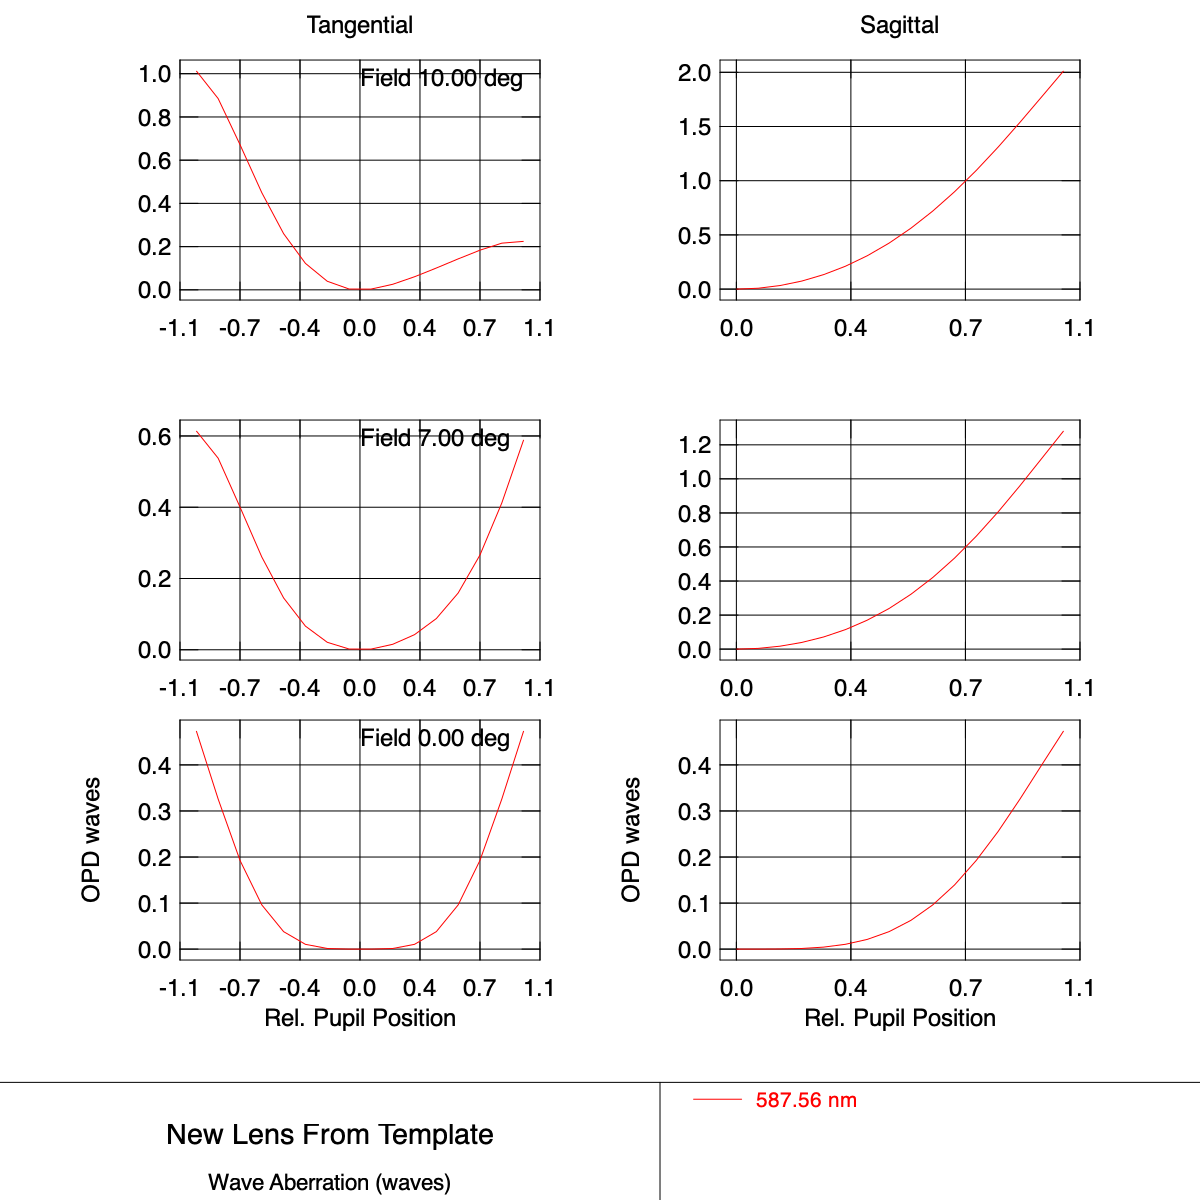 Tangential Sagittal
Field 10.00 deg
1.0
0.8
0.6
0.4
0.2
0.0
-1.1 -0.7 -0.4 0.0 0.4 0.7 1.1
2.0
1.5
1.0
0.5
0.0
0.0 0.4 0.7 1.1
Field 7.00 deg
0.6
0.4
0.2
0.0
-1.1 -0.7 -0.4 0.0 0.4 0.7 1.1
1.2
1.0
0.8
0.6
0.4
0.2
0.0
0.0 0.4 0.7 1.1
Field 0.00 deg
OPD waves
0.4
0.3
0.2
0.1
0.0
-1.1 -0.7 -0.4 0.0 0.4 0.7 1.1
Rel. Pupil Position
OPD waves
0.4
0.3
0.2
0.1
0.0
0.0 0.4 0.7 1.1
Rel. Pupil Position
New Lens From Template
Wave Aberration (waves)
587.56 nm